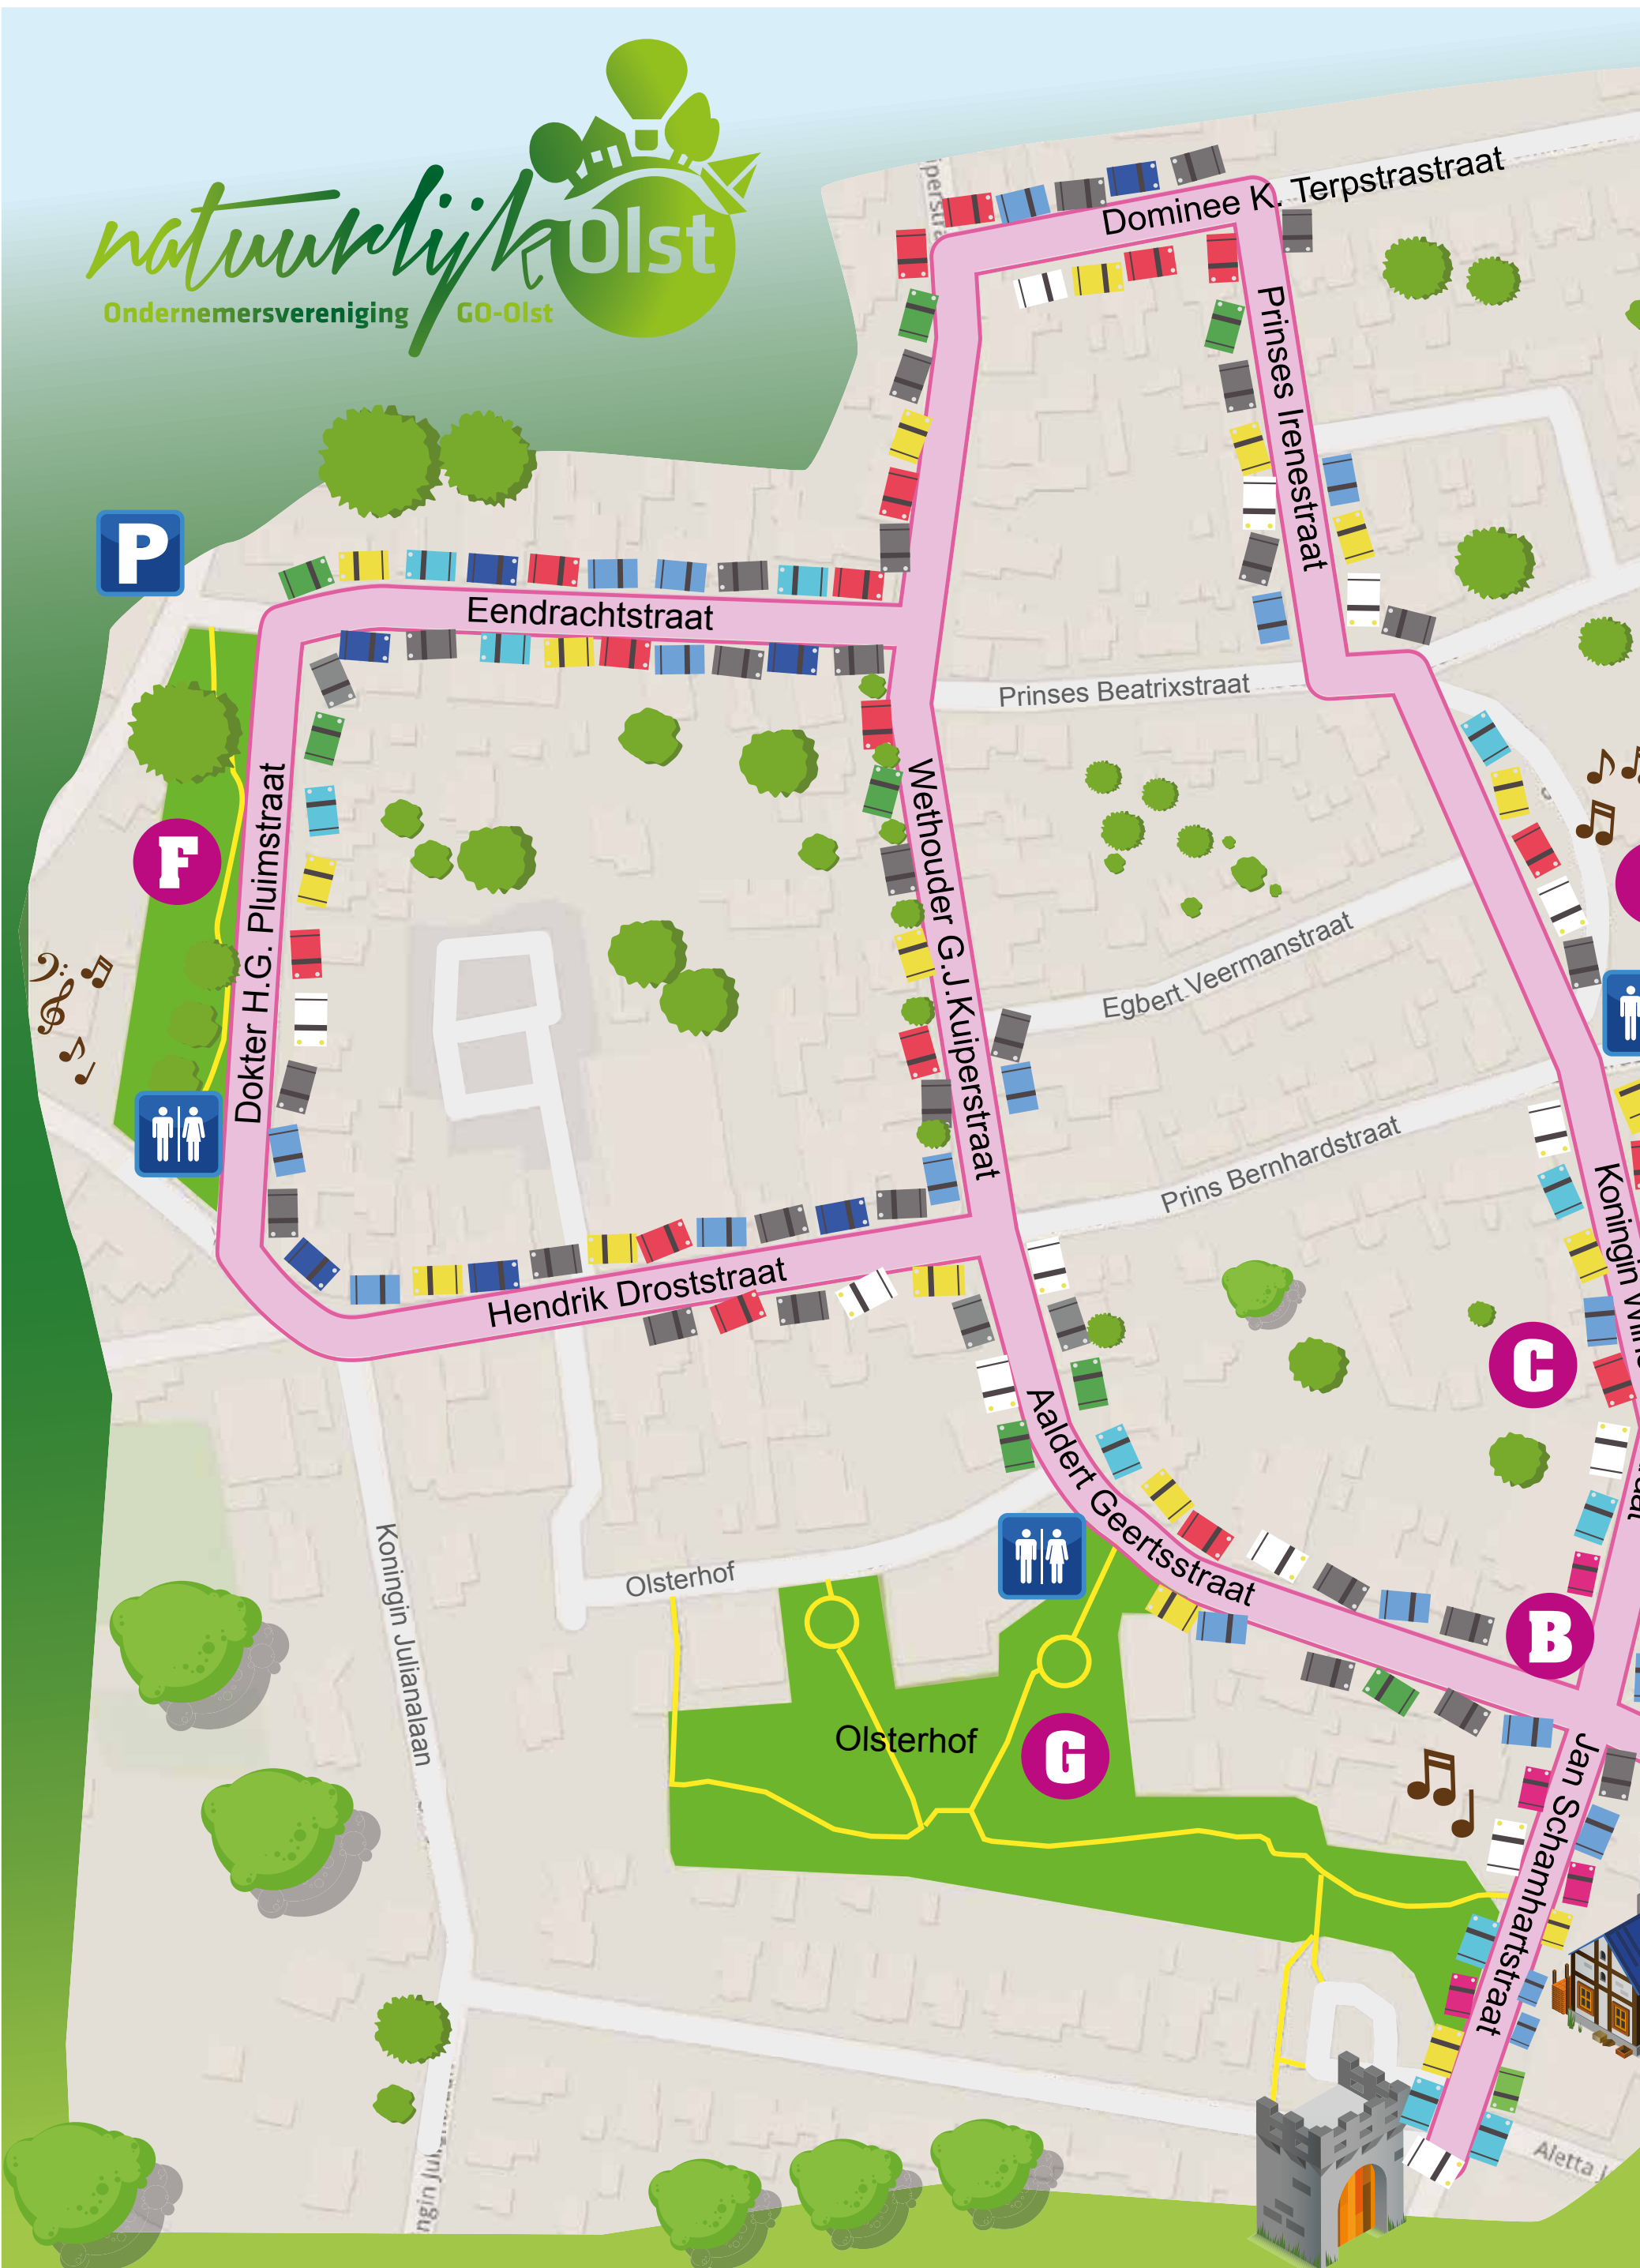 natuurlijk Olst
Ondernemersvereniging GO-Olst
Dominee K. Terpstrastraat
Prinses Irenestraat
P
Eendrachtstraat
Prinses Beatrixstraat
Wethouder G.J.Kuiperstraat
Dokter H.G. Pluimstraat
F
Egbert Veermanstraat
Prins Bernhardstraat
Koningin
Hendrik Droststraat
C
Aaldert Geertsstraat
Koningin Julianalaan
Olsterhof
B
Olsterhof
G
Jan Schamhartstraat
Aletta